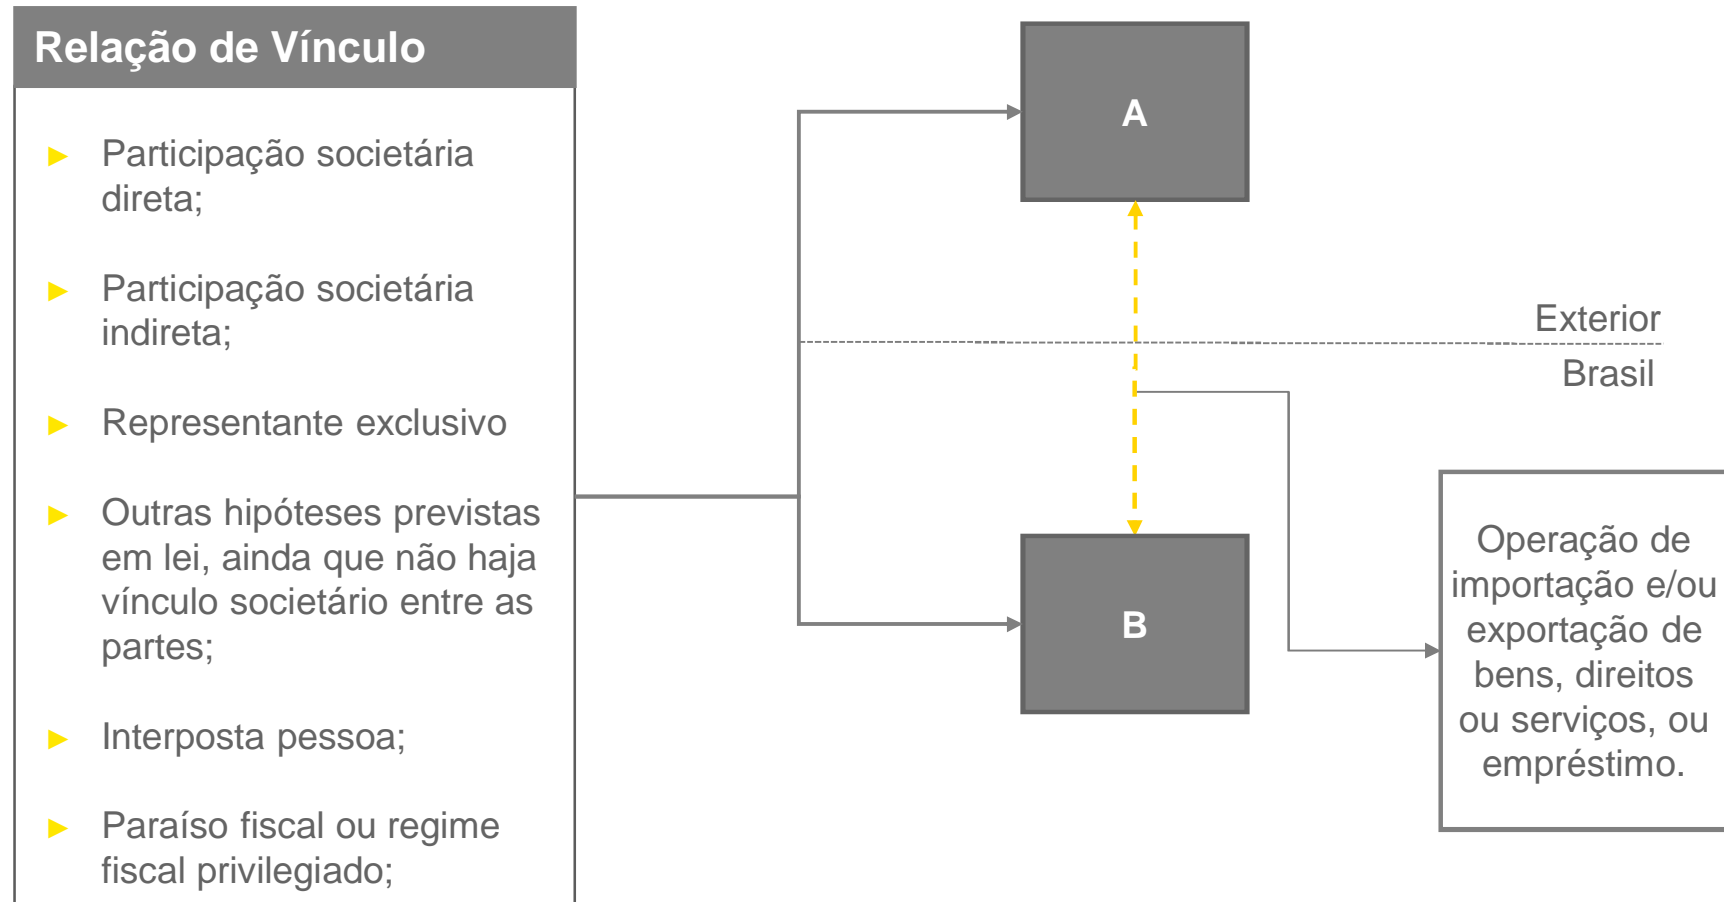 Relação de Vínculo
Participação societária
direta;
Participação societária
indireta;
Representante exclusivo
Outras hipóteses previstas
em lei, ainda que não haja
vínculo societário entre as
partes;
Interposta pessoa;
Paraíso fiscal ou regime
fiscal privilegiado;
A
Exterior
Brasil
B
Operação de
importação e/ou
exportação de
bens, direitos
ou serviços, ou
empréstimo.